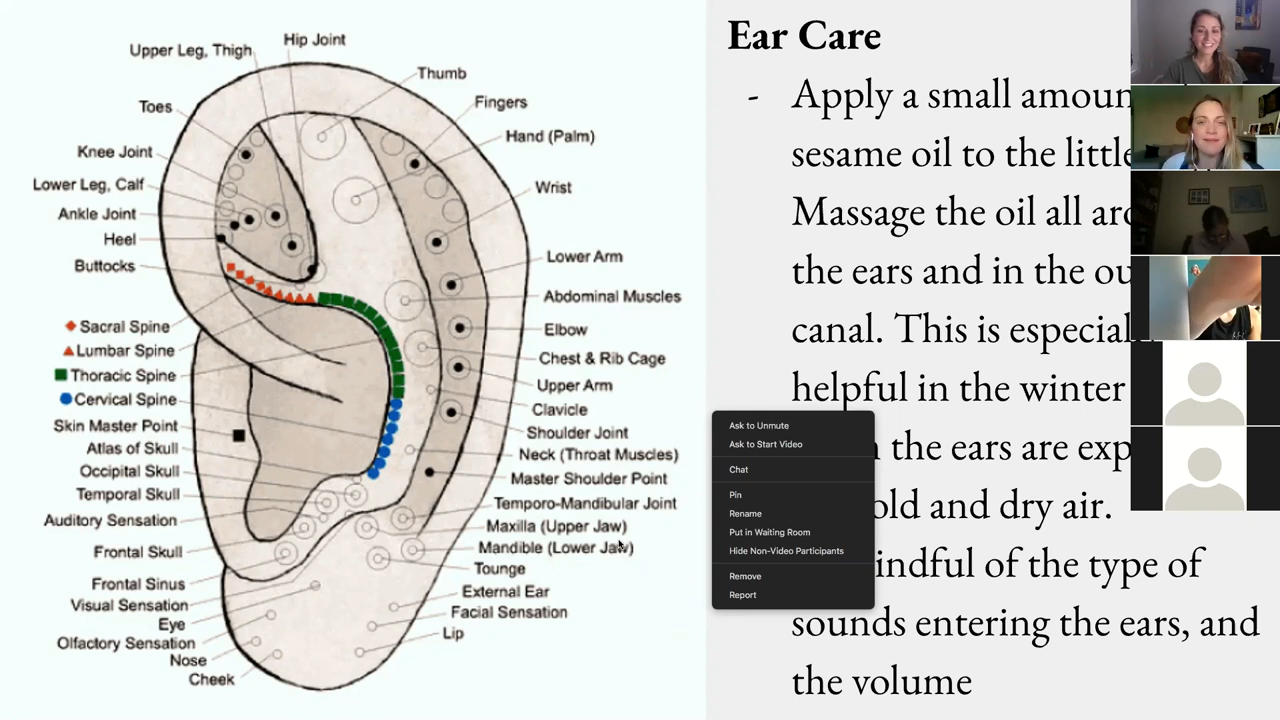 Hip Joint
Upper Leg, Thigh
Thumb
Toes
Fingers
Hand (Palm)
Knee Joint
Lower Leg, Calf
Wrist
Ankle Joint
Heel
Lower Arm
Buttocks
Abdominal Muscles
Sacral Spine
Elbow
Lumbar Spine
Chest & Rib Cage
Thoracic Spine
Upper Arm
Cervical Spine
Clavicle
Skin Master Point
Shoulder Joint
Atlas of Skull
Neck (Throat Muscles)
Occipital Skull
Master Shoulder Point
Temporal Skull
Temporo-Mandibular Joint
Auditory Sensation
Maxilla (Upper Jaw)
Frontal Skull
Mandible (Lower Jaw)
Tounge
Frontal Sinus
External Ear
Visual Sensation
Facial Sensation
Eye
Lip
Olfactory Sensation
Nose
Cheek
Ear Care
- Apply a small amoun
sesame oil to the little
Massage the oil all aro
the ears and in the ou
canal. This is especial
helpful in the winter
the ears are exp
old and dry air.
indful of the type of
sounds entering the ears, and
the volume
Ask to Unmute
Ask to Start Video
Chat
Pin
Rename
Put in Waiting Room
Hide Non-Video Participants
Remove
Report